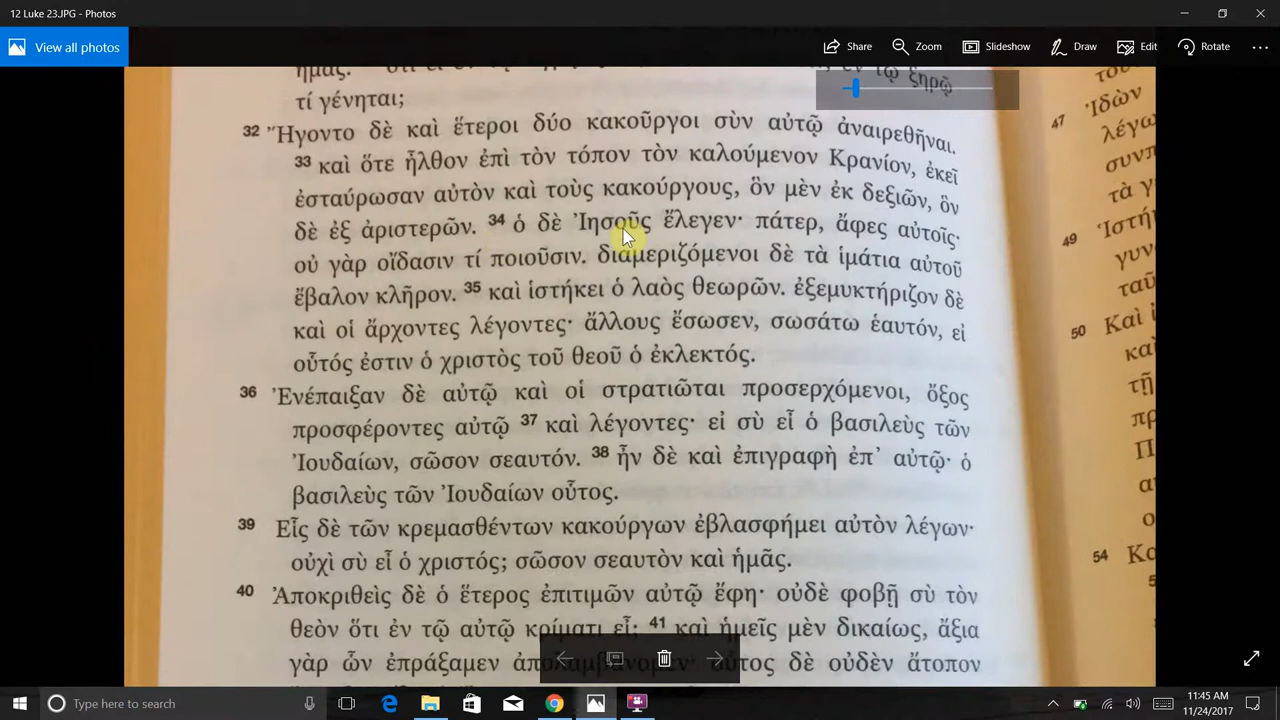 12 Luke 23.JPG - Photos
View all photos
Share
Zoom
Slideshow
Draw
Edit
Rotate
ἡμᾶς.
ἐν τῷ ξηρῷ
τί γένηται;
32 Ἤγοντο δὲ καὶ ἕτεροι δύο κακοῦργοι σὺν αὐτῷ ἀναιρεθῆναι.
33 καὶ ὅτε ἦλθον ἐπὶ τὸν τόπον τὸν καλούμενον Κρανίον, ἐκεῖ
ἐσταύρωσαν αὐτὸν καὶ τοὺς κακούργους, ὃν μὲν ἐκ δεξιῶν, ὃν
δὲ ἐξ ἀριστερῶν. 34 ὁ δὲ Ἰησοῦς ἔλεγεν· πάτερ, ἄφες αὐτοῖς·
οὐ γὰρ οἴδασιν τί ποιοῦσιν. διαμεριζόμενοι δὲ τὰ ἱμάτια αὐτοῦ
ἔβαλον κλῆρον. 35 καὶ ἱστήκει ὁ λαὸς θεωρῶν. ἐξεμυκτήριζον δὲ
καὶ οἱ ἄρχοντες λέγοντες· ἄλλους ἔσωσεν, σωσάτω ἑαυτόν, εἰ
οὗτός ἐστιν ὁ χριστὸς τοῦ θεοῦ ὁ ἐκλεκτός.
36 Ἐνέπαιξαν δὲ αὐτῷ καὶ οἱ στρατιῶται προσερχόμενοι, ὄξος
προσφέροντες αὐτῷ 37 καὶ λέγοντες· εἰ σὺ εἶ ὁ βασιλεὺς τῶν
Ἰουδαίων, σῶσον σεαυτόν. 38 ἦν δὲ καὶ ἐπιγραφὴ ἐπ᾽ αὐτῷ· ὁ
βασιλεὺς τῶν Ἰουδαίων οὗτος.
39 Εἷς δὲ τῶν κρεμασθέντων κακούργων ἐβλασφήμει αὐτὸν λέγων·
οὐχὶ σὺ εἶ ὁ χριστός; σῶσον σεαυτὸν καὶ ἡμᾶς.
40 Ἀποκριθεὶς δὲ ὁ ἕτερος ἐπιτιμῶν αὐτῷ ἔφη· οὐδὲ φοβῇ σὺ τὸν
θεὸν ὅτι ἐν τῷ αὐτῷ κρίματι εἶ; 41 καὶ ἡμεῖς μὲν δικαίως, ἄξια
γὰρ ὧν ἐπράξαμεν ἀπολαμβάνομεν· οὗτος δὲ οὐδὲν ἄτοπον
47 Ἰδὼν
49
50 Καὶ
54
Type here to search
11:45 AM
11/24/2017